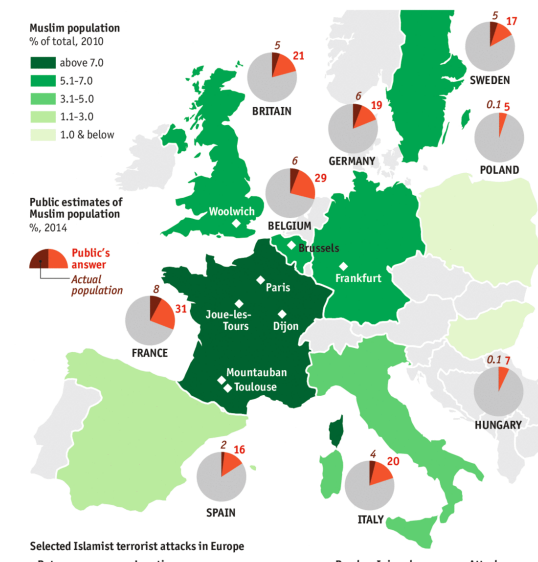 Muslim population
% of total, 2010
above 7.0
5.1-7.0
3.1-5.0
1.1-3.0
1.0 & below
Public estimates of
Muslim population
%, 2014
Public's
answer
Actual
population
5
21
BRITAIN
5
17
SWEDEN
6
19
GERMANY
0.1
5
POLAND
6
29
BELGIUM
Woolwich
Brussels
Frankfurt
Paris
Joue-les-
Tours
Dijon
Mountauban
Toulouse
8
31
FRANCE
0.1
7
HUNGARY
2
16
SPAIN
4
20
ITALY
Selected Islamist terrorist attacks in Europe